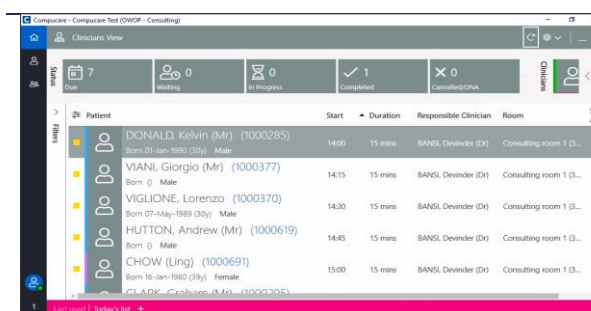 Compucare - Compucare Test (OWOP - Consulting)
Clinicians View
Status
7
Due
0
Waiting
0
In Progress
1
Completed
0
Cancelled/DNA
Clinicians
Filters
Patient Start Duration Responsible Clinician Room
DONALD, Kelvin (Mr) (1000285)
Born 01-Jan-1990 (30y) Male
14:00 15 mins BANSI, Devinder (Dr) Consulting room 1 (3...
VIANI, Giorgio (Mr) (1000377)
Born () Male
14:15 15 mins BANSI, Devinder (Dr) Consulting room 1 (3...
VIGLIONE, Lorenzo (1000370)
Born 07-May-1989 (30y) Male
14:30 15 mins BANSI, Devinder (Dr) Consulting room 1 (3...
HUTTON, Andrew (Mr) (1000619)
Born () Male
14:45 15 mins BANSI, Devinder (Dr) Consulting room 1 (3...
CHOW (Ling) (1000691)
Born 16-Jan-1980 (39y) Female
15:00 15 mins BANSI, Devinder (Dr) Consulting room 1 (3...
CLARK, Graham (Mr) (1000295)
1
Last used Today's list +